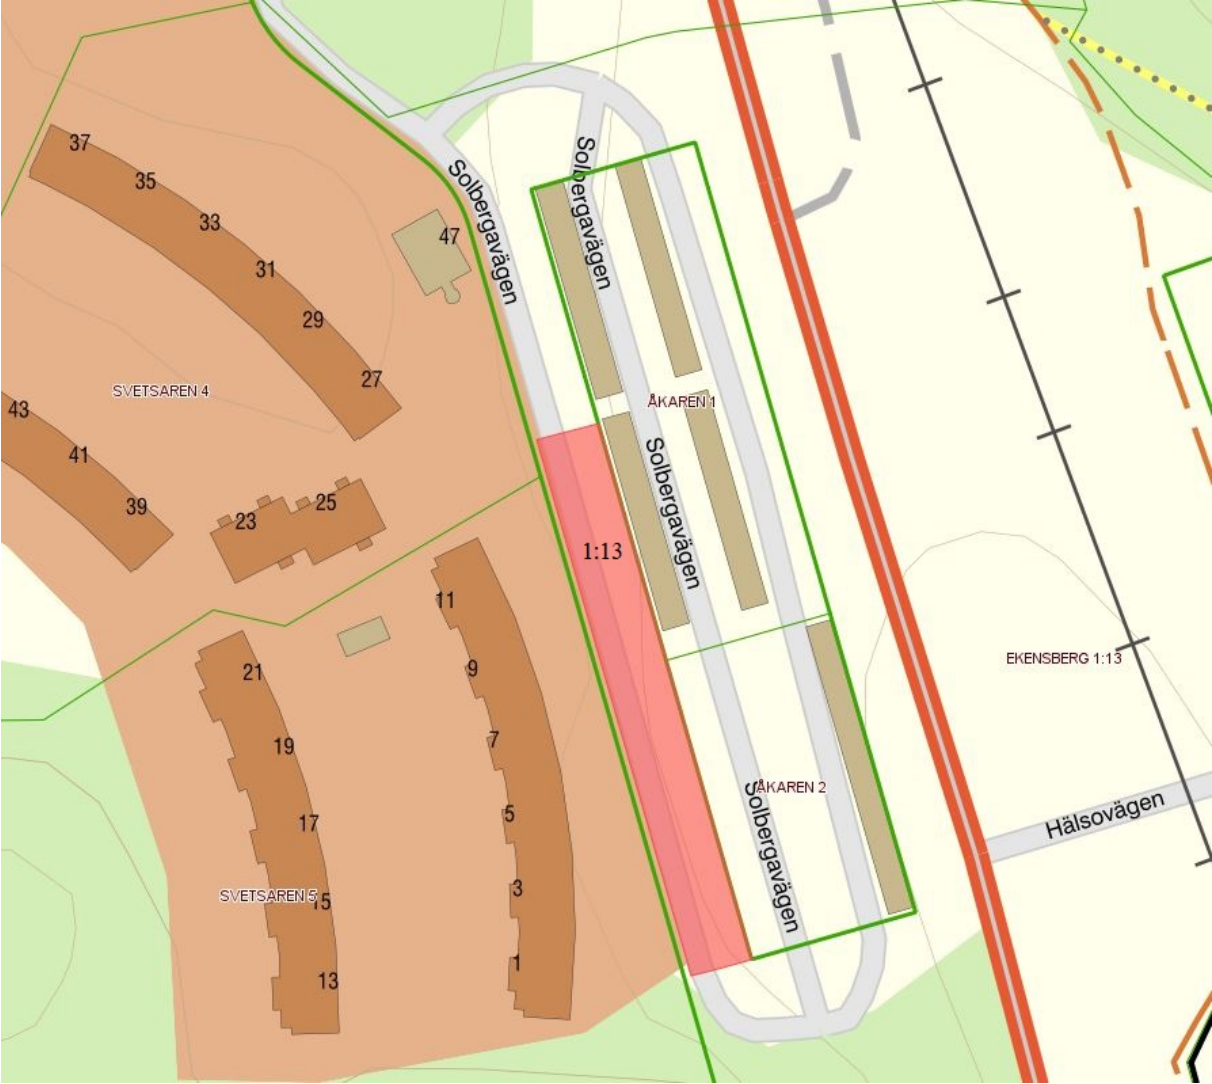 37
35
33
31
29
27
47
Solbergavägen
Solbergavägen
SVETSAREN 4
ÅKAREN 1
43
41
39
23
25
Solbergavägen
1:13
11
9
7
5
3
1
21
19
17
15
13
SVETSAREN 5
EKENSBERG 1:13
ÅKAREN 2
Solbergavägen
Hälsovägen